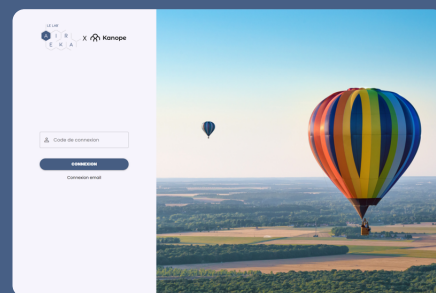 LE LAB
A I R
E K A
X Kanope
Code de connexion
CONNEXION
Connexion email